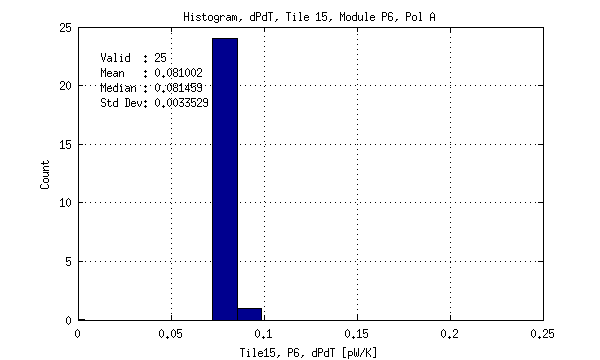 Histogram, dPdT, Tile 15, Module P6, Pol A
25
20
15
10
5
0
Valid : 25
Mean : 0.081002
Median : 0.081459
Std Dev: 0.0033529
Count
0 0.05 0.1 0.15 0.2 0.25
Tile15, P6, dPdT [pW/K]